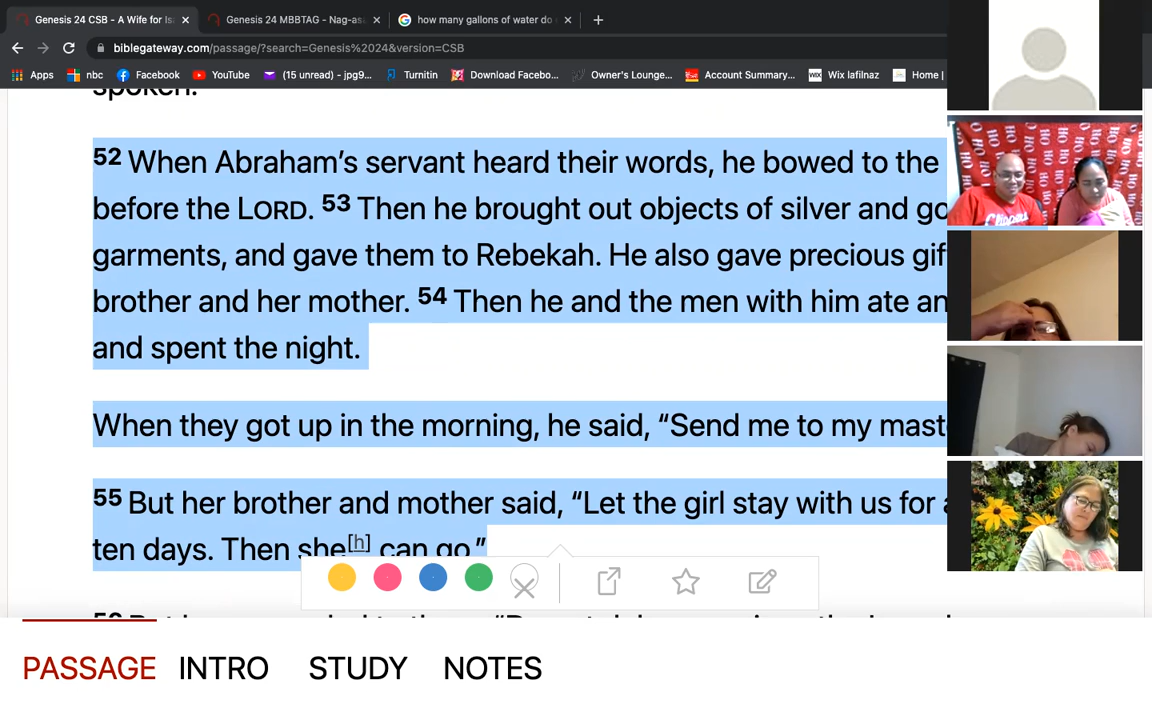 Genesis 24 CSB - A Wife for Is
Genesis 24 MBBTAG - Nag-as
how many gallons of water do
biblegateway.com/passage/?search=Genesis%2024&version=CSB
Apps nbc Facebook YouTube (15 unread) - jpg9... Turnitin Download Facebo... Owner's Lounge... Account Summary... WIX Wix lafilnaz Home |
spoken.
52 When Abraham’s servant heard their words, he bowed to the
before the LORD. 53 Then he brought out objects of silver and go
garments, and gave them to Rebekah. He also gave precious gif
brother and her mother. 54 Then he and the men with him ate an
and spent the night.
When they got up in the morning, he said, “Send me to my mast
55 But her brother and mother said, “Let the girl stay with us for a
ten days. Then she[h] can go.”
PASSAGE INTRO STUDY NOTES
HO HO HO
Clippers